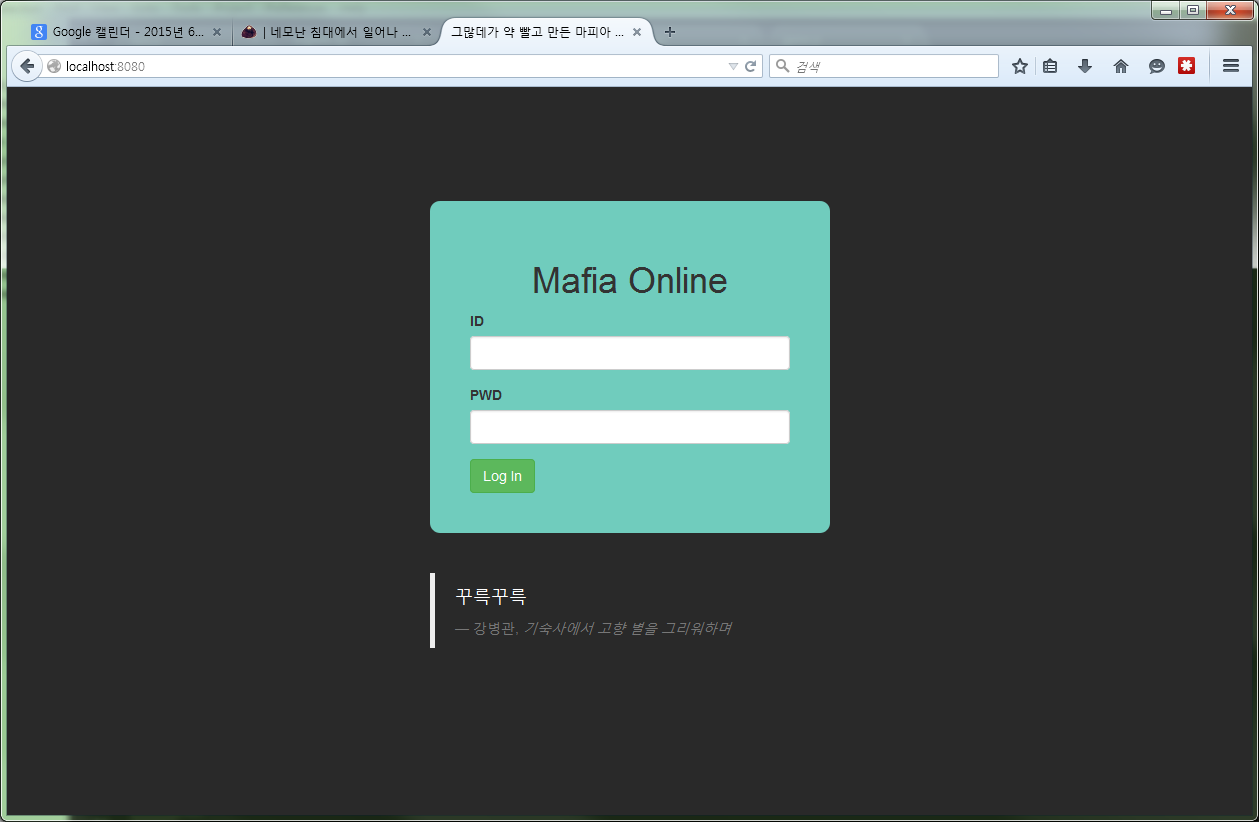 Google 캘린더 - 2015년 6...
| 네모난 침대에서 일어나 ...
그많데가 약 빨고 만든 마피아 ...
localhost:8080
검색
Mafia Online
ID
PWD
Log In
꾸륵꾸륵
— 강병관, 기숙사에서 고향 별을 그리워하며